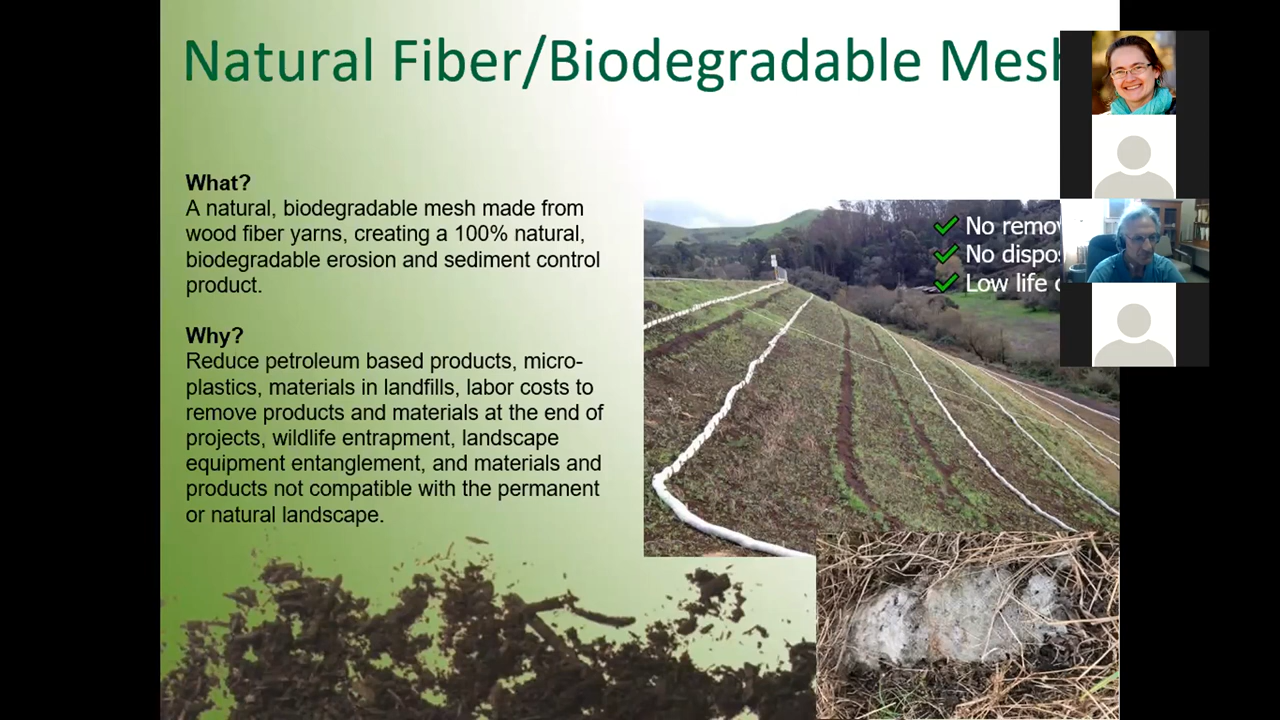 Natural Fiber/Biodegradable Mesh
What?
A natural, biodegradable mesh made from
wood fiber yarns, creating a 100% natural,
biodegradable erosion and sediment control
product.
Why?
Reduce petroleum based products, micro-
plastics, materials in landfills, labor costs to
remove products and materials at the end of
projects, wildlife entrapment, landscape
equipment entanglement, and materials and
products not compatible with the permanent
or natural landscape.
No
No
Low life